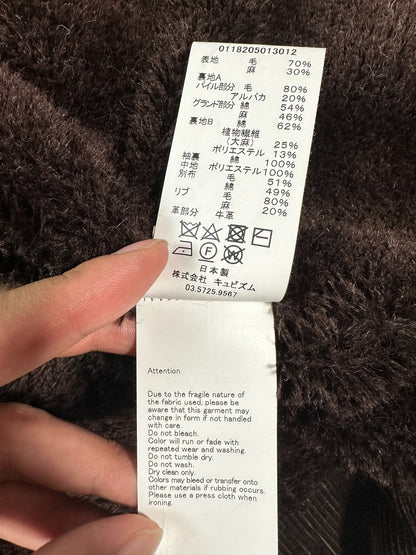 0118205013012
表地 毛 70%
麻 30%
裏地A
パイル部分 毛 80%
アルパカ 20%
グランド部分 綿 54%
麻 46%
裏地B 綿 62%
植物繊維
(大麻) 25%
ポリエステル 13%
袖裏 綿 100%
中地 ポリエステル100%
別布 毛 51%
綿 49%
リブ 毛 80%
麻 20%
革部分 牛革
F
W
日本製
株式会社 キュビズム
03.5725.9567
Attention
Due to the fragile nature of
the fabric used, please be
aware that this garment may
change in form if not handled
with care.
Do not bleach.
Color will run or fade with
repeated wear and washing.
Do not tumble dry.
Do not wash.
Dry clean only.
Colors may bleed or transfer onto
other materials if rubbing occurs.
Please use a press cloth when
ironing.